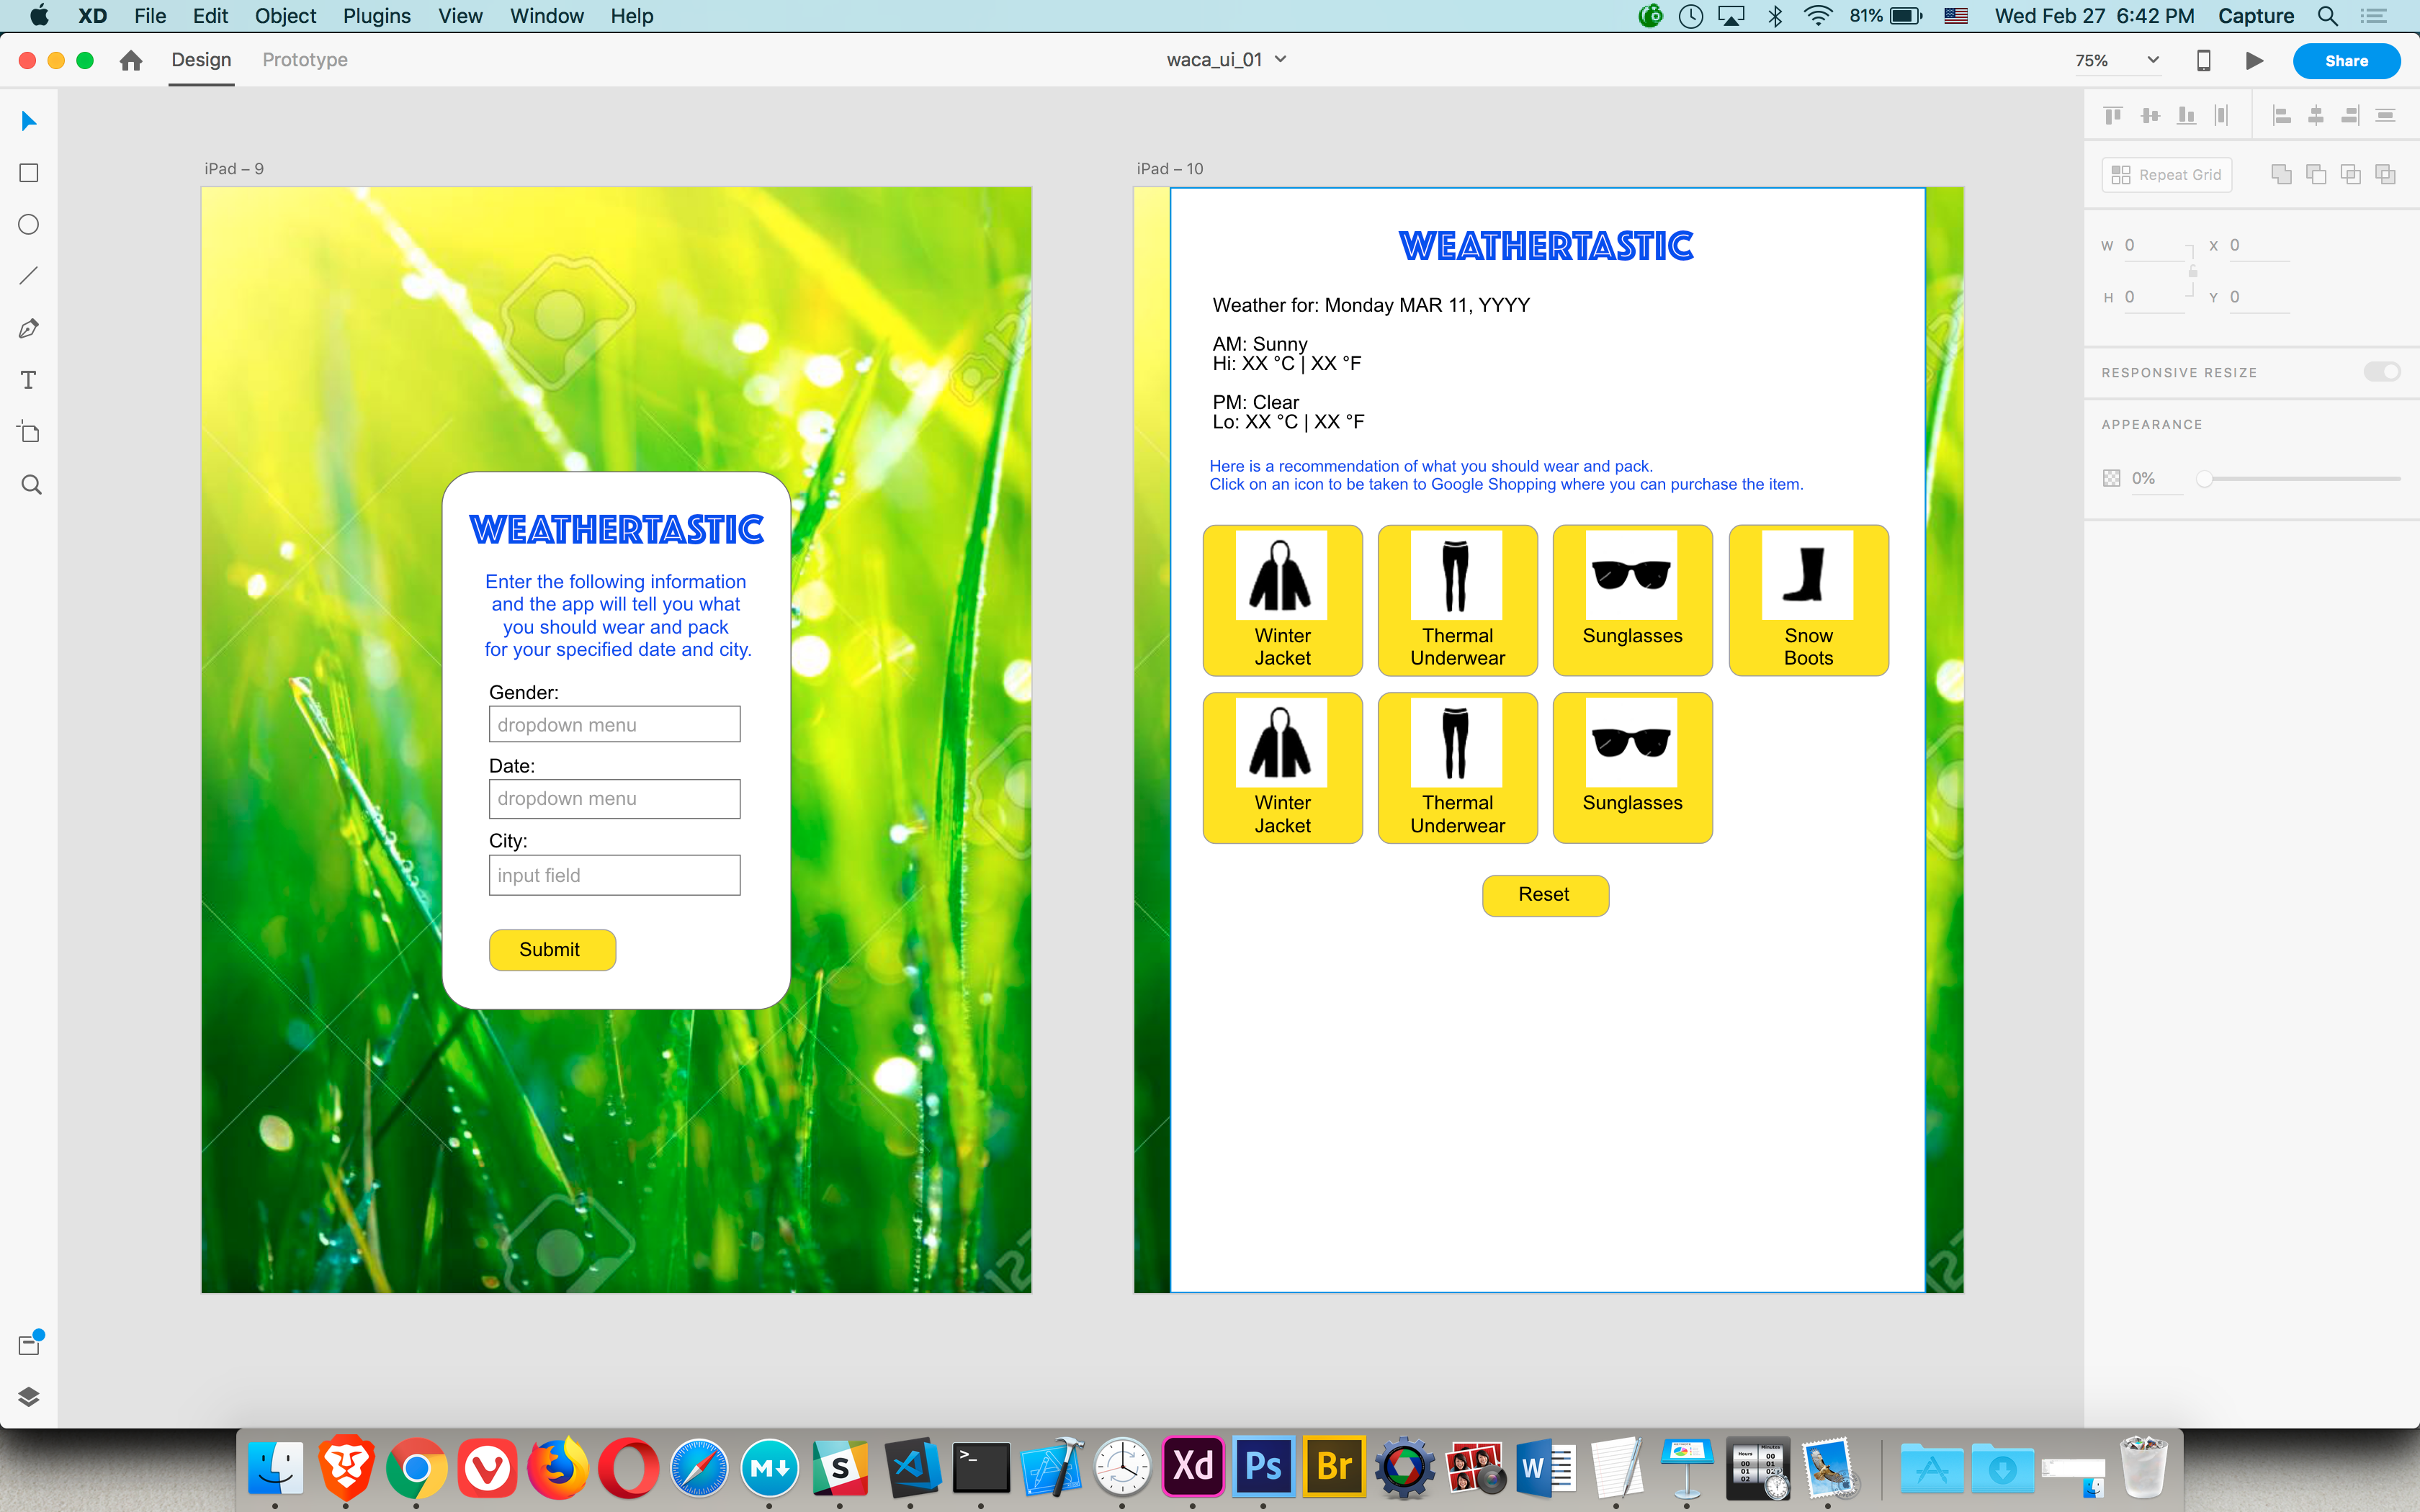 XD File Edit Object Plugins View Window Help
81% Wed Feb 27 6:42 PM Capture
Design Prototype
waca_ui_01
75%
Share
iPad – 9
WEATHERTASTIC
Enter the following information
and the app will tell you what
you should wear and pack
for your specified date and city.
Gender:
dropdown menu
Date:
dropdown menu
City:
input field
Submit
iPad – 10
WEATHERTASTIC
Weather for: Monday MAR 11, YYYY
AM: Sunny
Hi: XX °C | XX °F
PM: Clear
Lo: XX °C | XX °F
Here is a recommendation of what you should wear and pack.
Click on an icon to be taken to Google Shopping where you can purchase the item.
Winter
Jacket
Thermal
Underwear
Sunglasses
Snow
Boots
Winter
Jacket
Thermal
Underwear
Sunglasses
Reset
Repeat Grid
W 0 X 0
H 0 Y 0
RESPONSIVE RESIZE
APPEARANCE
0%
Xd
Ps
Br